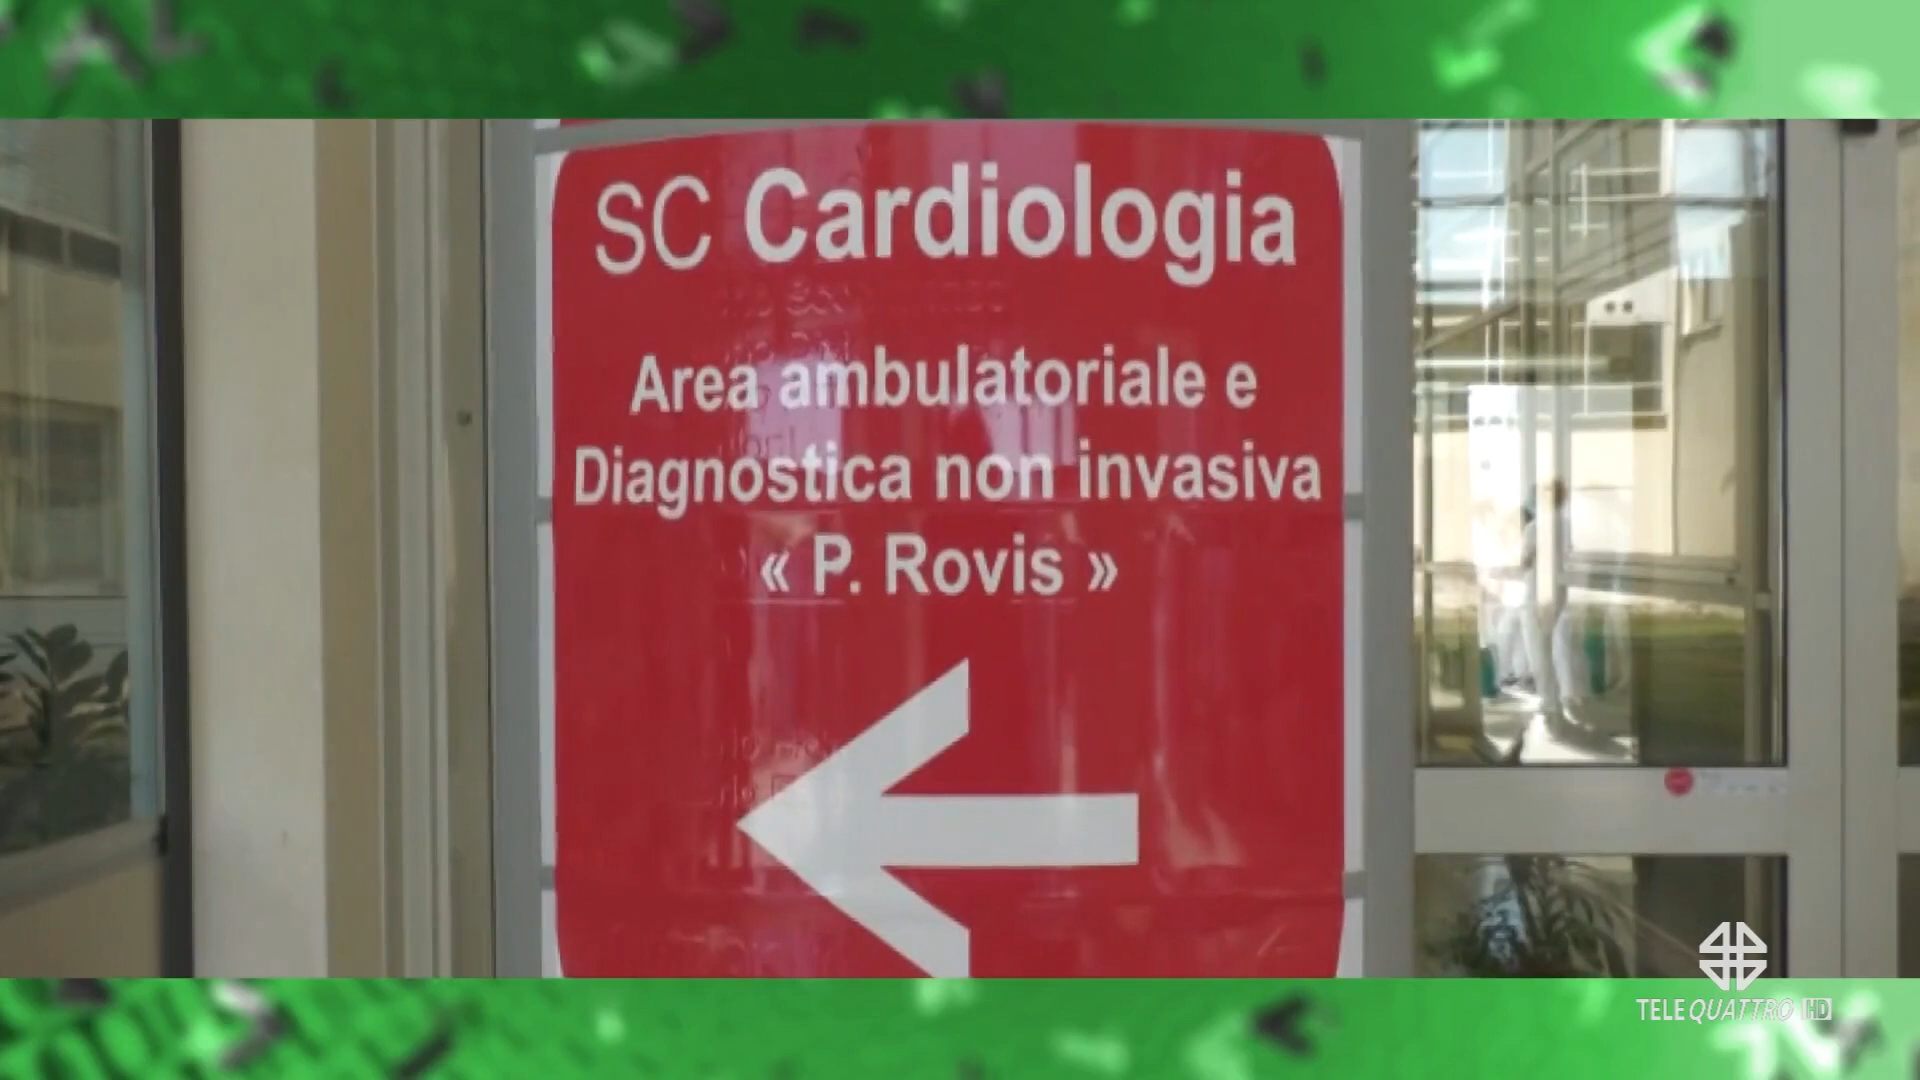 SC Cardiologia
Area ambulatoriale e
Diagnostica non invasiva
« P. Rovis »
TELEQUATTRO HD